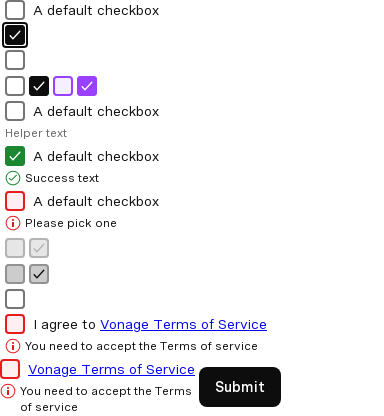 A default checkbox
A default checkbox
Helper text
A default checkbox
Success text
A default checkbox
Please pick one
I agree to Vonage Terms of Service
You need to accept the Terms of service
Vonage Terms of Service
You need to accept the Terms
of service
Submit